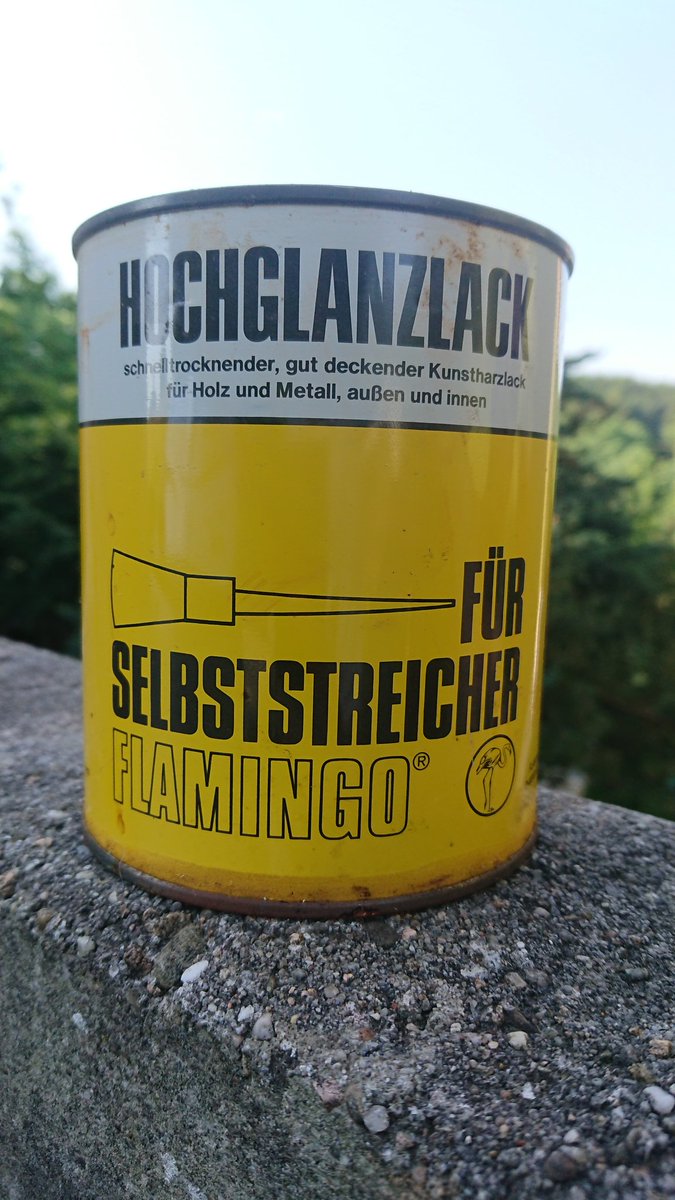 HOCHGLANZLACK
schnelltrocknender, gut deckender Kunstharzlack
für Holz und Metall, außen und innen
FÜR
SELBSTSTREICHER
FLAMINGO®